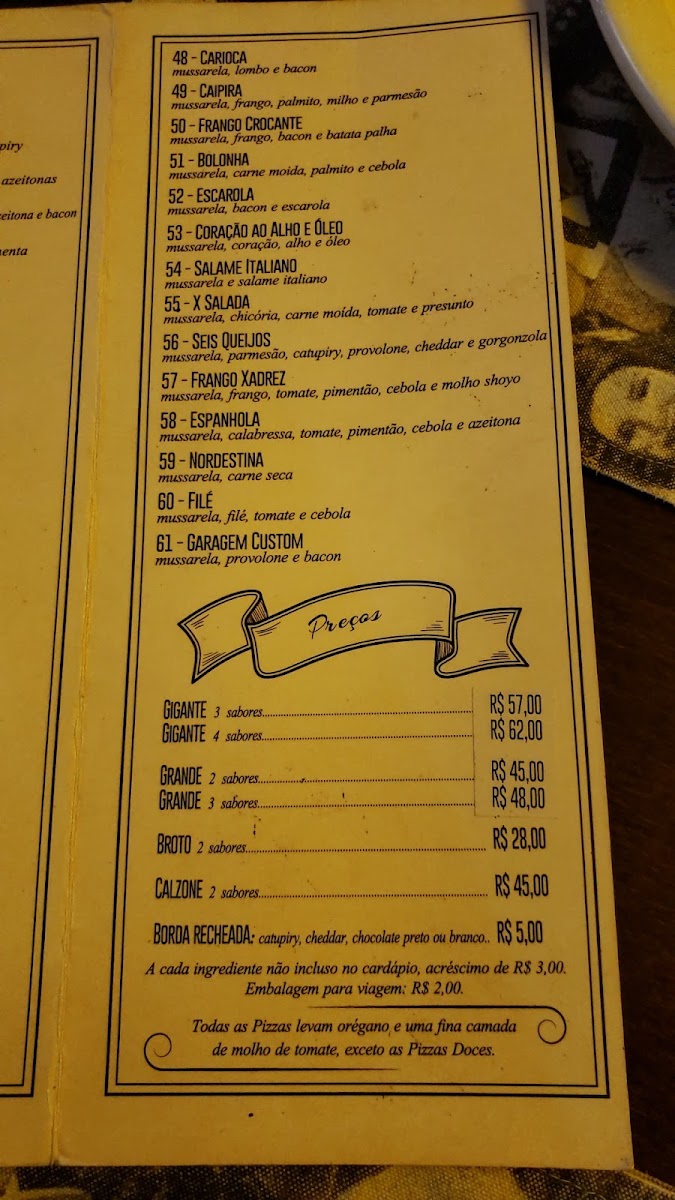 piry
azeitonas
eitona e bacon
enta
48 - CARIOCA
mussarela, lombo e bacon
49 - CAIPIRA
mussarela, frango, palmito, milho e parmesão
50 - FRANGO CROCANTE
mussarela, frango, bacon e batata palha
51 - BOLONHA
mussarela, carne moida, palmito e cebola
52 - ESCAROLA
mussarela, bacon e escarola
53 - CORAÇÃO AO ALHO E ÓLEO
mussarela, coração, alho e óleo
54 - SALAME ITALIANO
mussarela e salame italiano
55 - X SALADA
mussarela, chicória, carne moída, tomate e presunto
56 - SEIS QUEIJOS
mussarela, parmesão, catupiry, provolone, cheddar e gorgonzola
57 - FRANGO XADREZ
mussarela, frango, tomate, pimentão, cebola e molho shoyo
58 - ESPANHOLA
mussarela, calabressa, tomate, pimentão, cebola e azeitona
59 - NORDESTINA
mussarela, carne seca
60 - FILÉ
mussarela, filé, tomate e cebola
61 - GARAGEM CUSTOM
mussarela, provolone e bacon
Preços
GIGANTE 3 sabores R$ 57,00
GIGANTE 4 sabores R$ 62,00
GRANDE 2 sabores R$ 45,00
GRANDE 3 sabores R$ 48,00
BROTO 2 sabores R$ 28,00
CALZONE 2 sabores R$ 45,00
BORDA RECHEADA: catupiry, cheddar, chocolate preto ou branco.. R$ 5,00
A cada ingrediente não incluso no cardápio, acréscimo de R$ 3,00.
Embalagem para viagem: R$ 2,00.
Todas as Pizzas levam orégano e uma fina camada
de molho de tomate, exceto as Pizzas Doces.